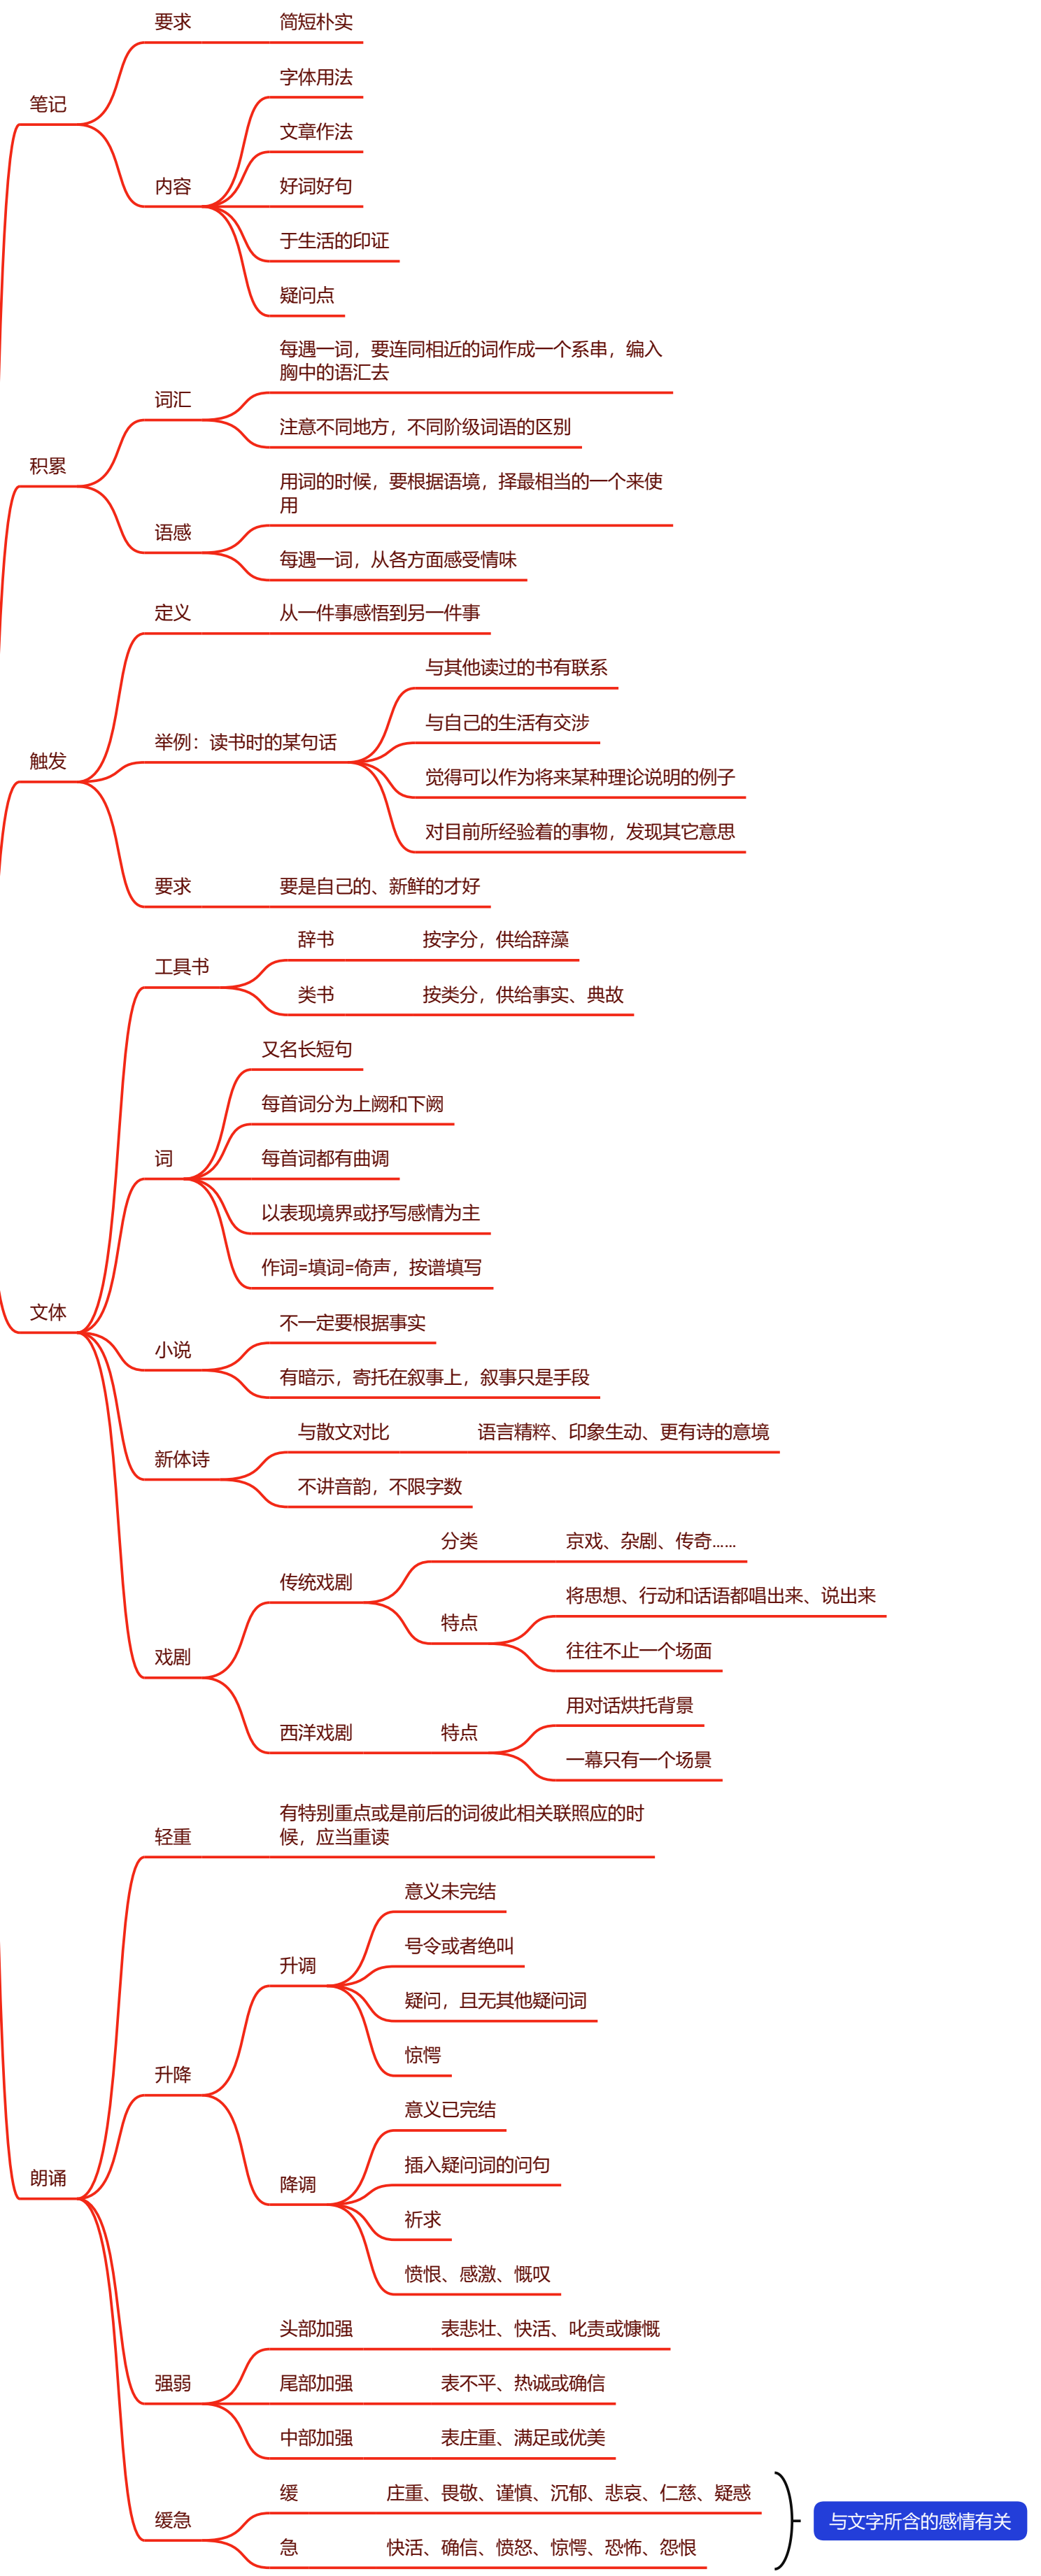 笔记
要求
简短朴实
内容
字体用法
文章作法
好词好句
于生活的印证
疑问点
积累
词汇
每遇一词，要连同相近的词作成一个系串，编入
胸中的语汇去
注意不同地方，不同阶级词语的区别
语感
用词的时候，要根据语境，择最相当的一个来使
用
每遇一词，从各方面感受情味
触发
定义
从一件事感悟到另一件事
举例：读书时的某句话
与其他读过的书有联系
与自己的生活有交涉
觉得可以作为将来某种理论说明的例子
对目前所经验着的事物，发现其它意思
要求
要是自己的、新鲜的才好
文体
工具书
辞书
按字分，供给辞藻
类书
按类分，供给事实、典故
词
又名长短句
每首词分为上阙和下阙
每首词都有曲调
以表现境界或抒写感情为主
作词=填词=倚声，按谱填写
小说
不一定要根据事实
有暗示，寄托在叙事上，叙事只是手段
新体诗
与散文对比
语言精粹、印象生动、更有诗的意境
不讲音韵，不限字数
戏剧
传统戏剧
分类
京戏、杂剧、传奇......
特点
将思想、行动和话语都唱出来、说出来
往往不止一个场面
西洋戏剧
特点
用对话烘托背景
一幕只有一个场景
朗诵
轻重
有特别重点或是前后的词彼此相关联照应的时
候，应当重读
升降
升调
意义未完结
号令或者绝叫
疑问，且无其他疑问词
惊愕
降调
意义已完结
插入疑问词的问句
祈求
愤恨、感激、慨叹
强弱
头部加强
表悲壮、快活、叱责或慷慨
尾部加强
表不平、热诚或确信
中部加强
表庄重、满足或优美
缓急
缓
庄重、畏敬、谨慎、沉郁、悲哀、仁慈、疑惑
急
快活、确信、愤怒、惊愕、恐怖、怨恨
与文字所含的感情有关